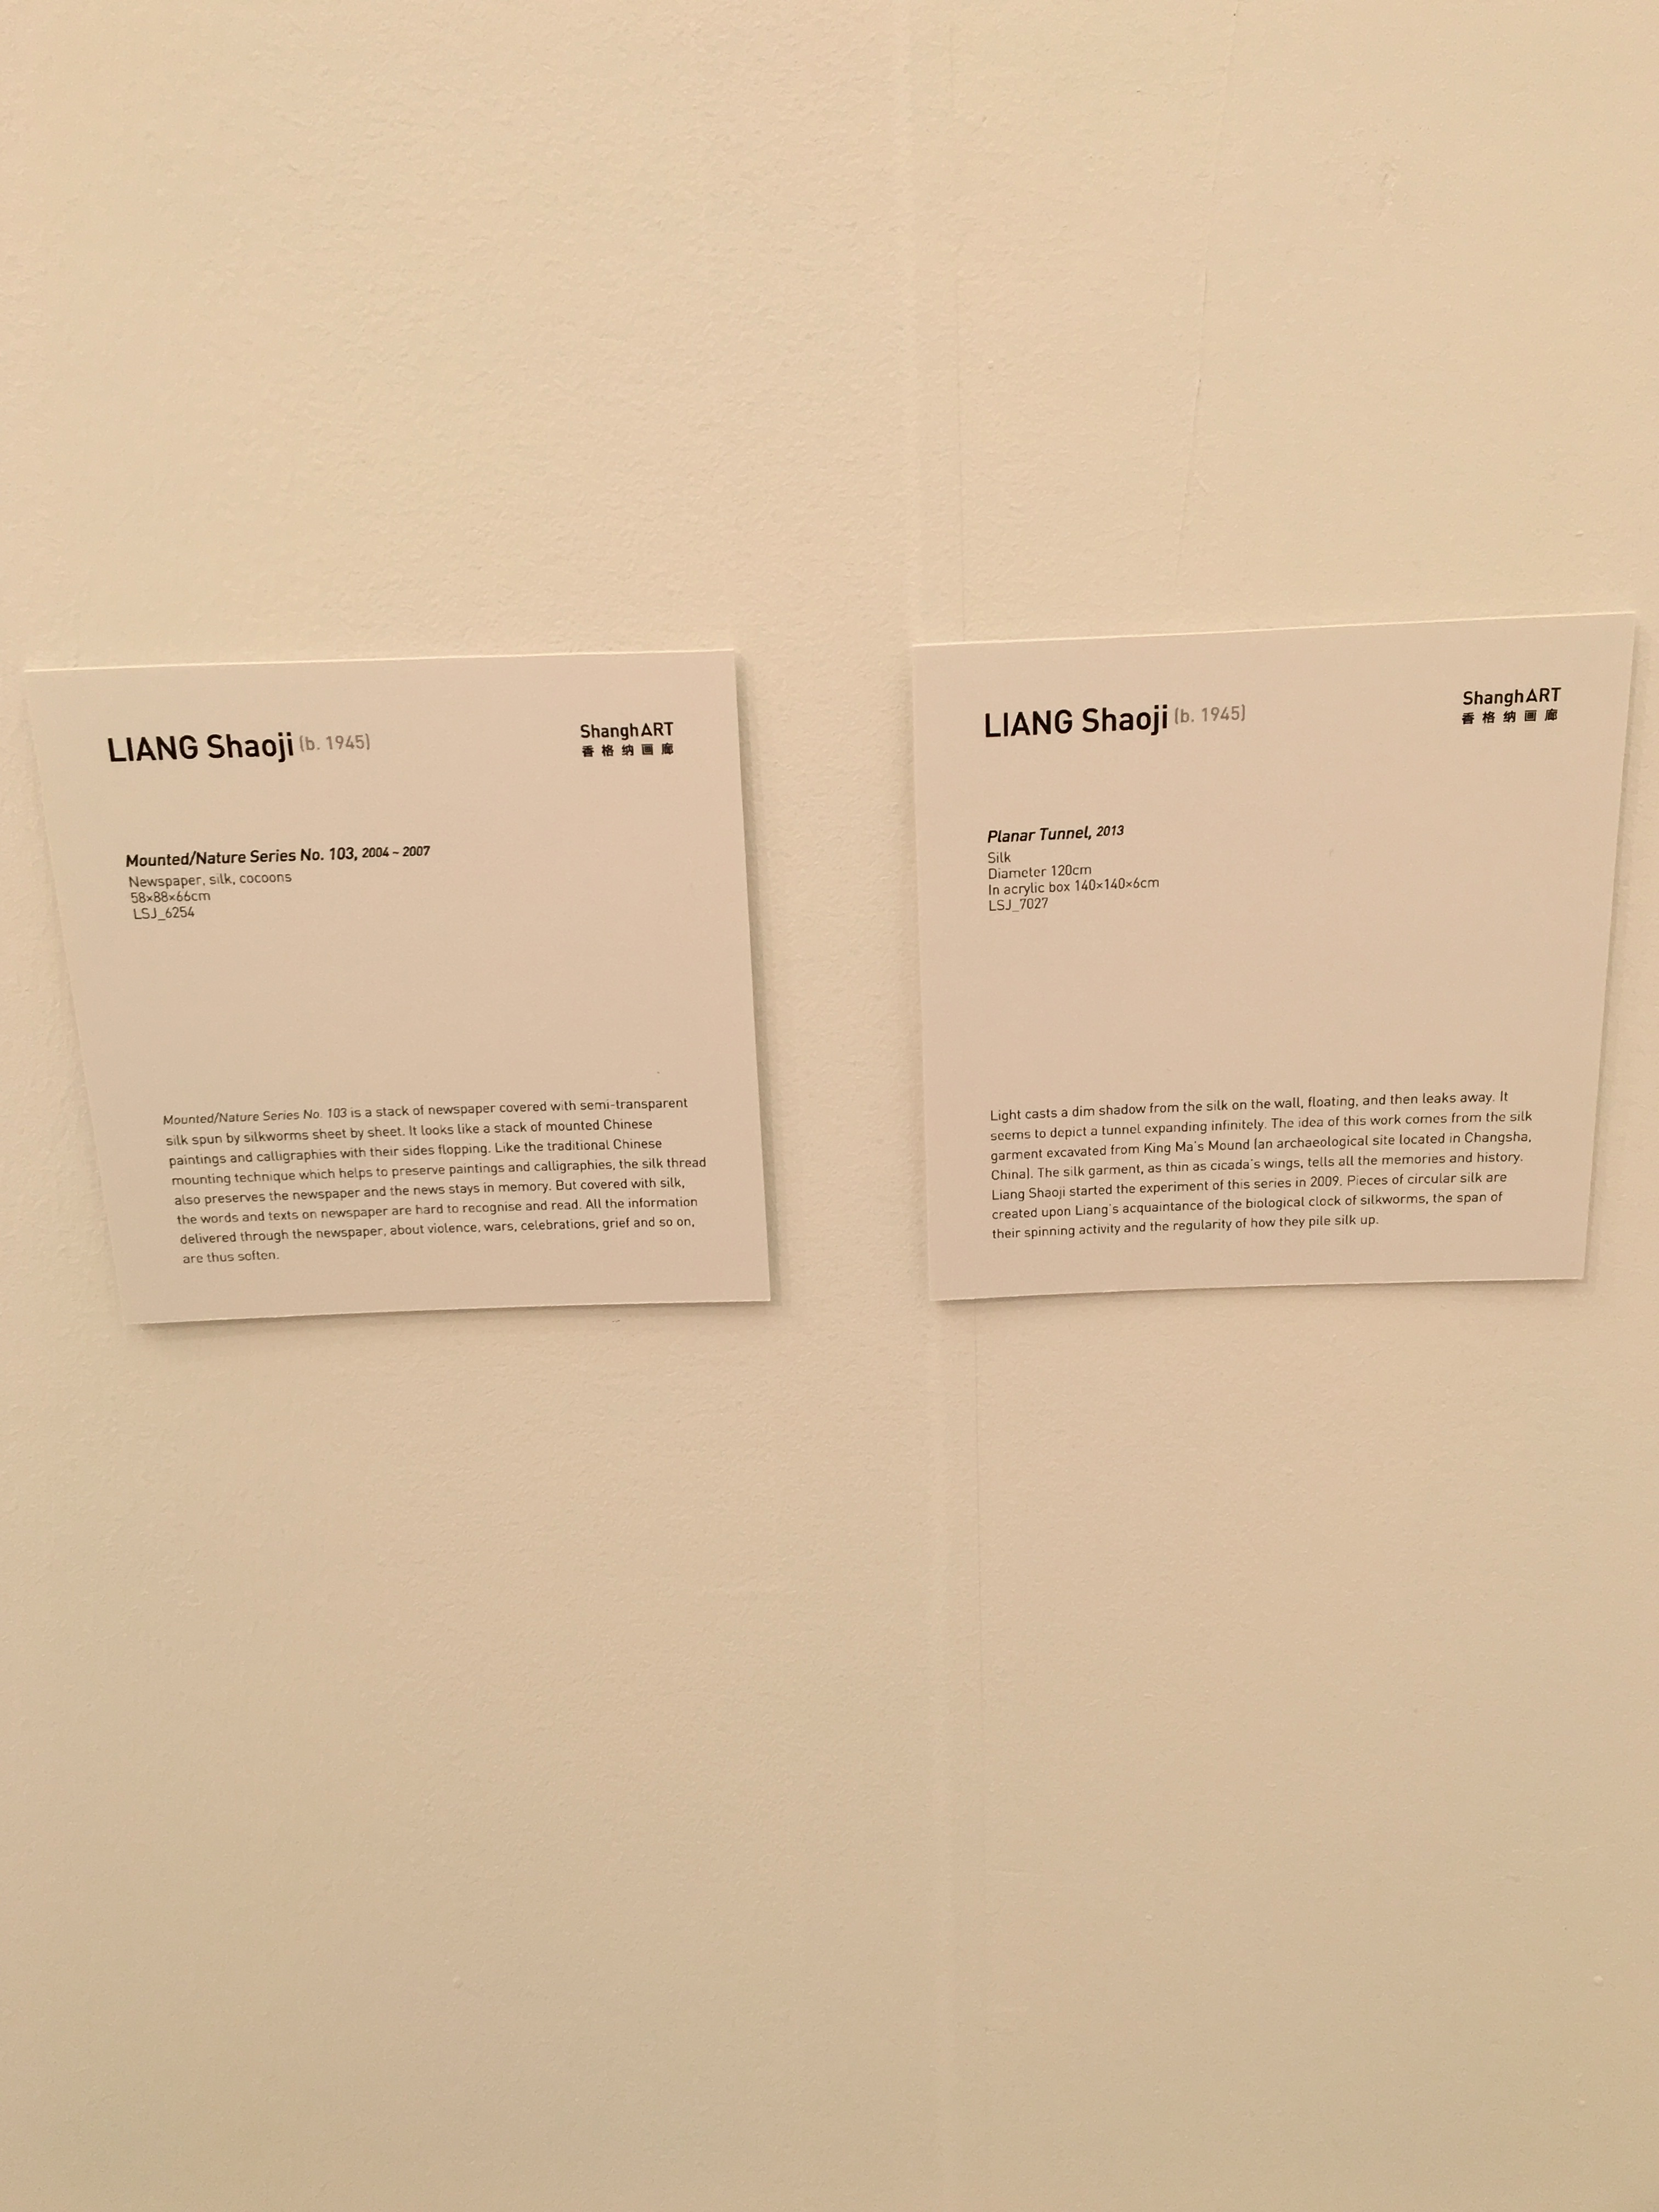 LIANG Shaoji (b. 1945)
ShanghART
香格纳画廊
Mounted/Nature Series No. 103, 2004 ~ 2007
Newspaper, silk, cocoons
58×88×66cm
LSJ_6254
Mounted/Nature Series No. 103 is a stack of newspaper covered with semi-transparent
silk spun by silkworms sheet by sheet. It looks like a stack of mounted Chinese
paintings and calligraphies with their sides flopping. Like the traditional Chinese
mounting technique which helps to preserve paintings and calligraphies, the silk thread
also preserves the newspaper and the news stays in memory. But covered with silk,
the words and texts on newspaper are hard to recognise and read. All the information
delivered through the newspaper, about violence, wars, celebrations, grief and so on,
are thus soften.
LIANG Shaoji (b. 1945)
ShanghART
香格纳画廊
Planar Tunnel, 2013
Silk
Diameter 120cm
In acrylic box 140×140×6cm
LSJ_7027
Light casts a dim shadow from the silk on the wall, floating, and then leaks away. It
seems to depict a tunnel expanding infinitely. The idea of this work comes from the silk
garment excavated from King Ma's Mound (an archaeological site located in Changsha,
China). The silk garment, as thin as cicada's wings, tells all the memories and history.
Liang Shaoji started the experiment of this series in 2009. Pieces of circular silk are
created upon Liang's acquaintance of the biological clock of silkworms, the span of
their spinning activity and the regularity of how they pile silk up.